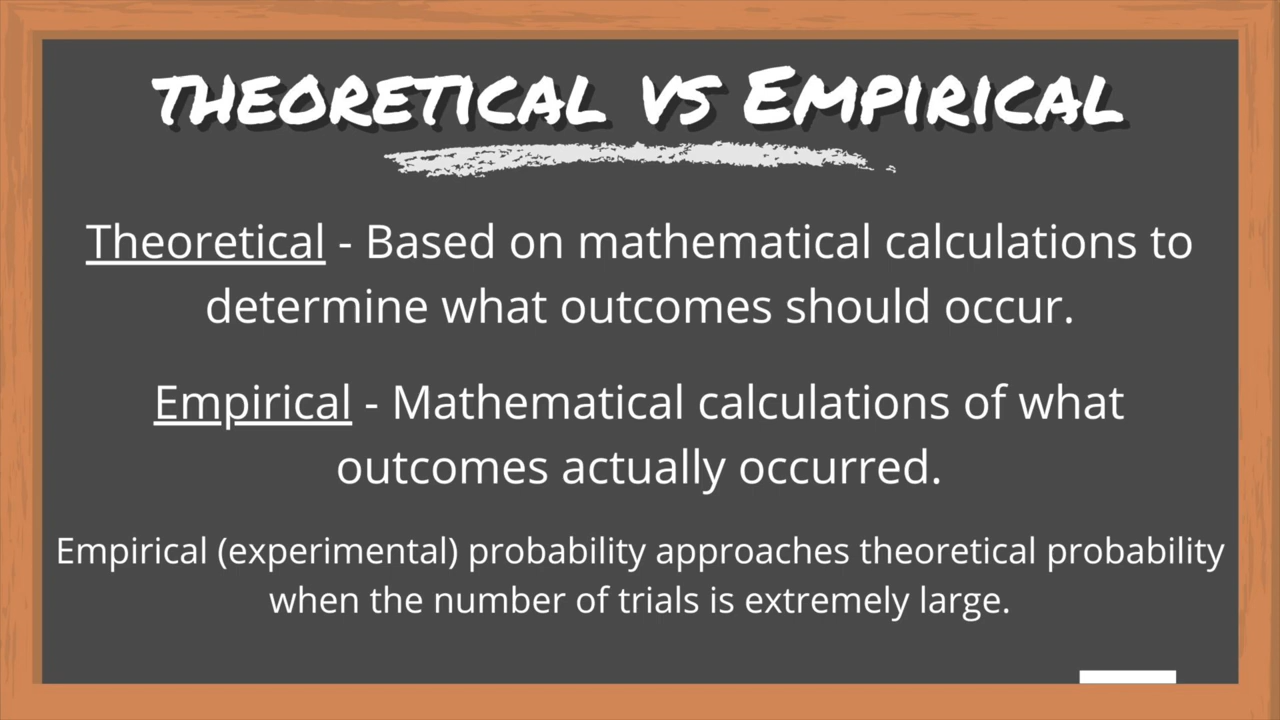 THEORETICAL VS EMPIRICAL
Theoretical - Based on mathematical calculations to
determine what outcomes should occur.
Empirical - Mathematical calculations of what
outcomes actually occurred.
Empirical (experimental) probability approaches theoretical probability
when the number of trials is extremely large.